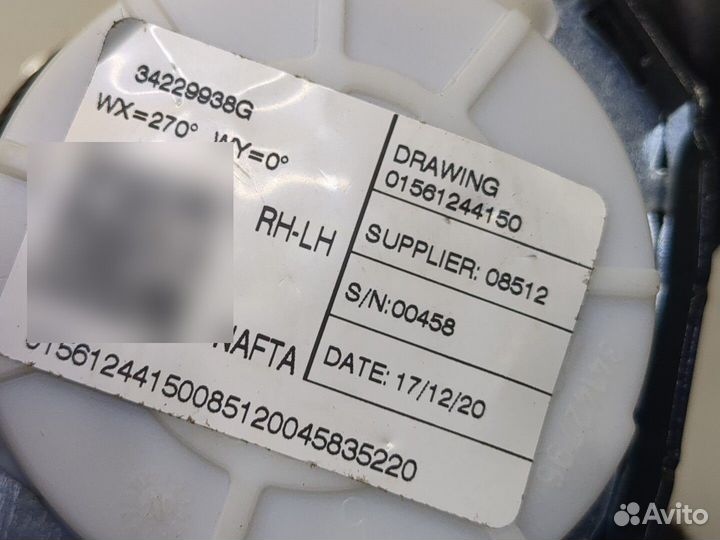 34229938G
WX=270° WY=0°
RH-LH
NAFTA
DRAWING
01561244150
SUPPLIER: 08512
S/N:00458
DATE: 17/12/20
01561244150085120045835220
Avito